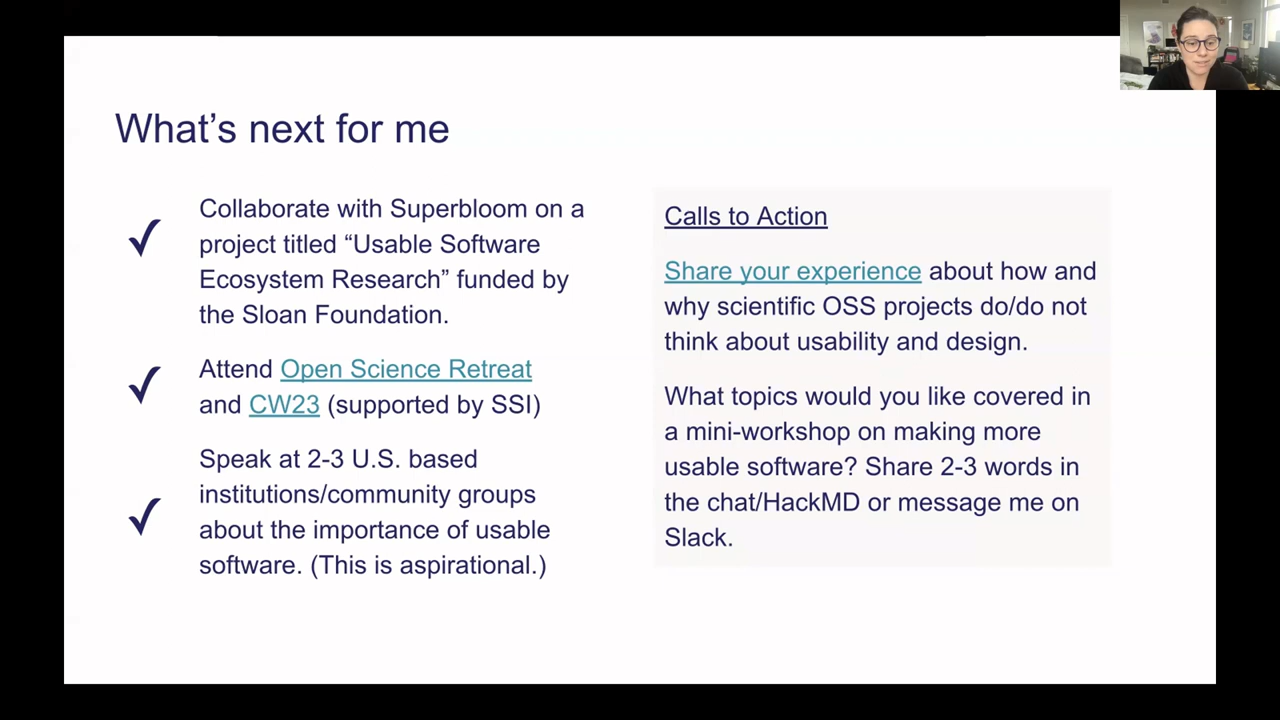 What’s next for me
✓
Collaborate with Superbloom on a
project titled “Usable Software
Ecosystem Research” funded by
the Sloan Foundation.
✓
Attend Open Science Retreat
and CW23 (supported by SSI)
✓
Speak at 2-3 U.S. based
institutions/community groups
about the importance of usable
software. (This is aspirational.)
Calls to Action
Share your experience about how and
why scientific OSS projects do/do not
think about usability and design.
What topics would you like covered in
a mini-workshop on making more
usable software? Share 2-3 words in
the chat/HackMD or message me on
Slack.